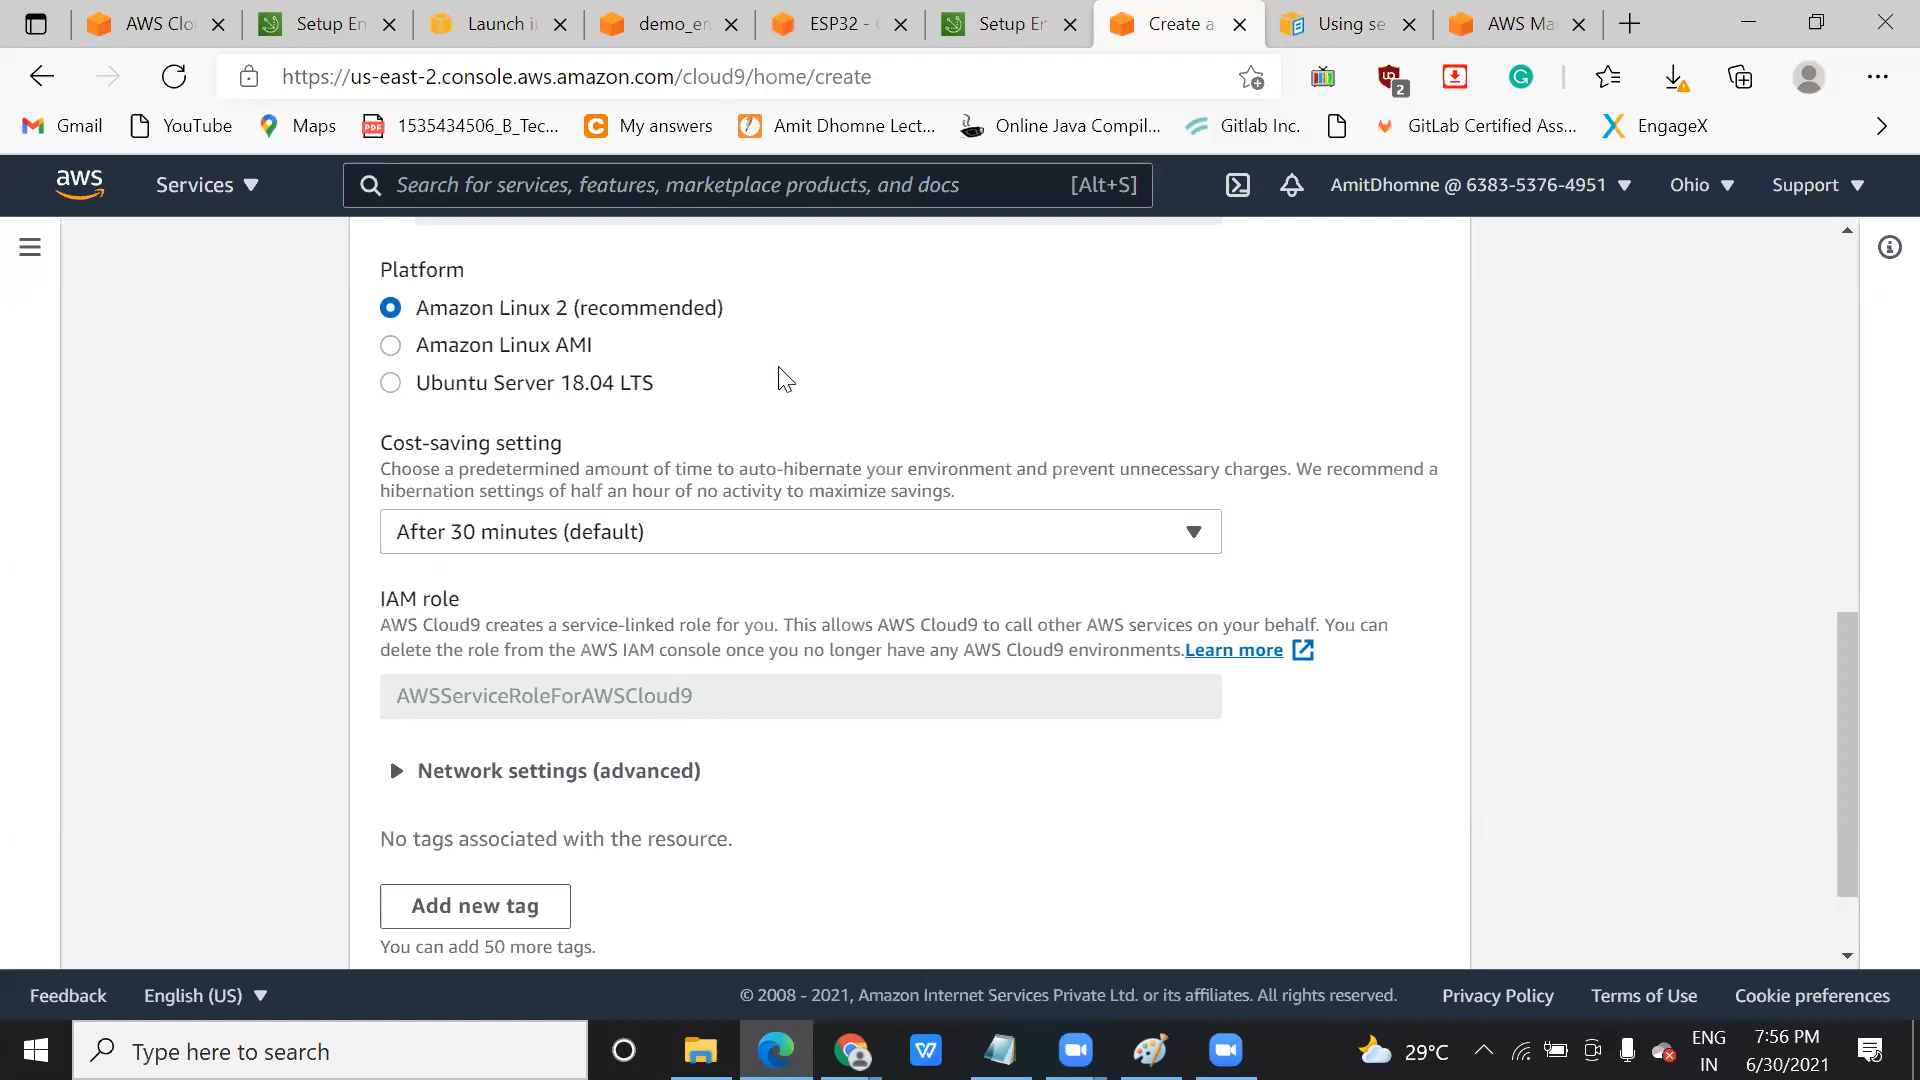 AWS Clo
Setup En
Launch i
demo_en
ESP32 - C
Setup En
Create a
Using se
AWS Ma
https://us-east-2.console.aws.amazon.com/cloud9/home/create
2
Gmail
YouTube
Maps
1535434506_B_Tec...
My answers
Amit Dhomne Lect...
Online Java Compil...
Gitlab Inc.
GitLab Certified Ass...
EngageX
aws
Services
Search for services, features, marketplace products, and docs
[Alt+S]
AmitDhomne @ 6383-5376-4951
Ohio
Support
Platform
Amazon Linux 2 (recommended)
Amazon Linux AMI
Ubuntu Server 18.04 LTS
Cost-saving setting
Choose a predetermined amount of time to auto-hibernate your environment and prevent unnecessary charges. We recommend a
hibernation settings of half an hour of no activity to maximize savings.
After 30 minutes (default)
IAM role
AWS Cloud9 creates a service-linked role for you. This allows AWS Cloud9 to call other AWS services on your behalf. You can
delete the role from the AWS IAM console once you no longer have any AWS Cloud9 environments.Learn more
AWSServiceRoleForAWSCloud9
Network settings (advanced)
No tags associated with the resource.
Add new tag
You can add 50 more tags.
Feedback
English (US)
© 2008 - 2021, Amazon Internet Services Private Ltd. or its affiliates. All rights reserved.
Privacy Policy
Terms of Use
Cookie preferences
Type here to search
29°C
ENG
IN
7:56 PM
6/30/2021